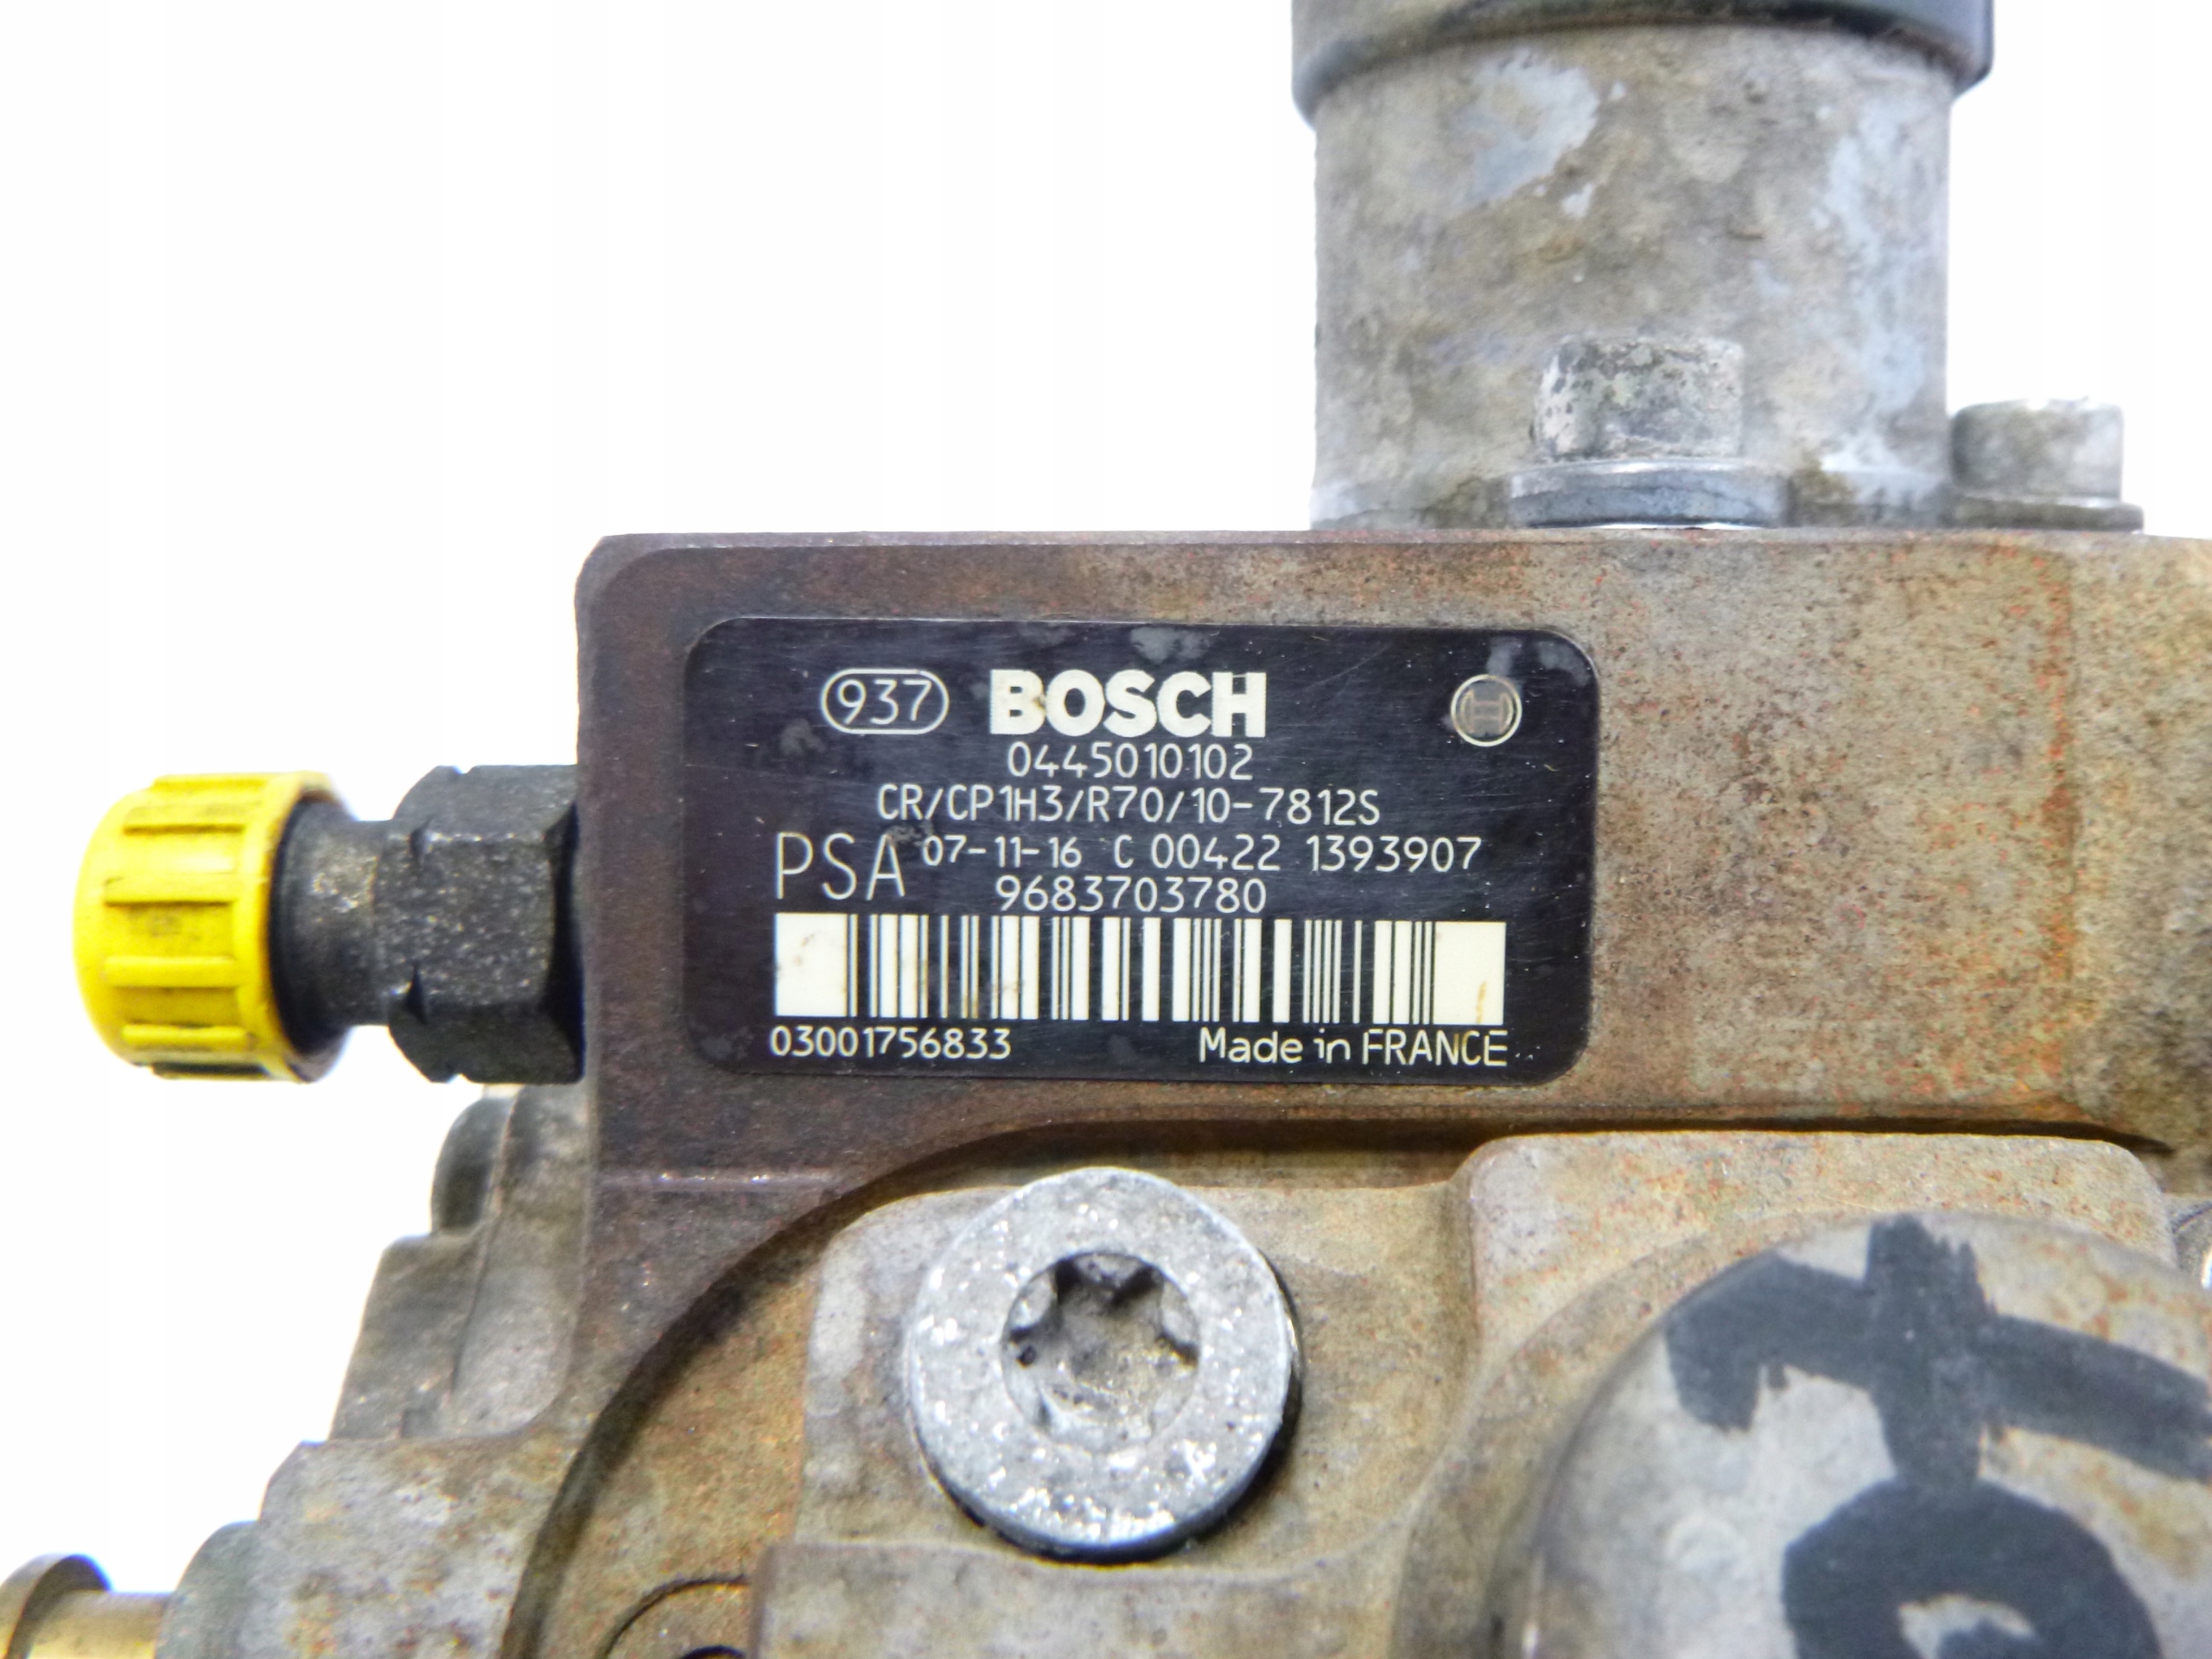 937 BOSCH
0445010102
CR/CP1H3/R70/10-7812S
PSA 07-11-16 C 00422 1393907
9683703780
03001756833 Made in FRANCE